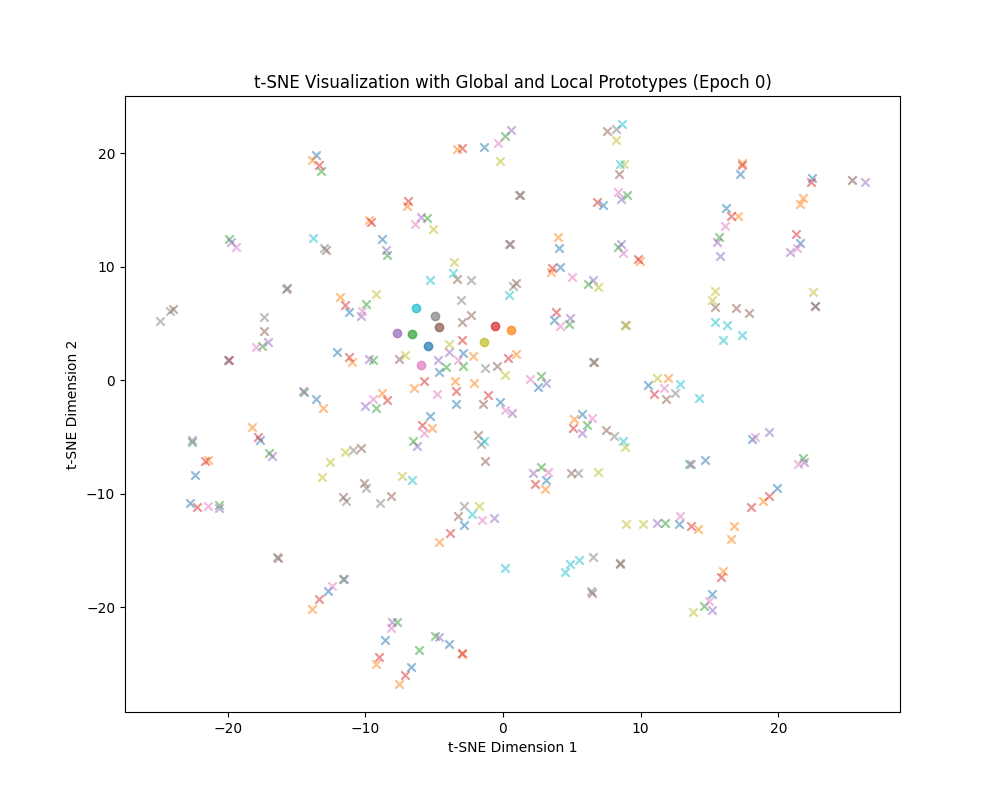 t-SNE Visualization with Global and Local Prototypes (Epoch 0)
20
10
0
−10
−20
t-SNE Dimension 2
−20 −10 0 10 20
t-SNE Dimension 1